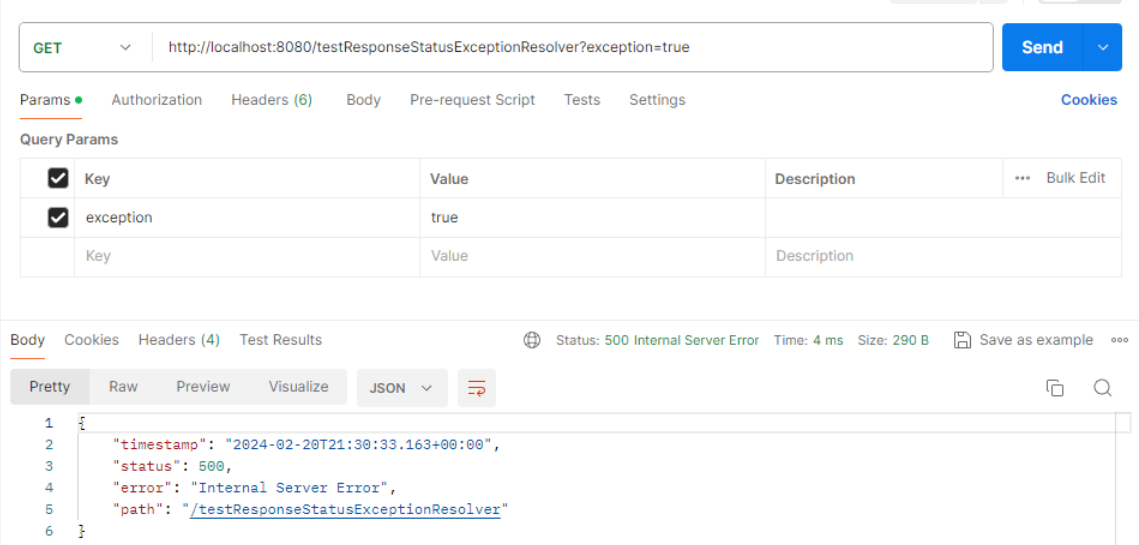 GET http://localhost:8080/testResponseStatusExceptionResolver?exception=true Send
Params Authorization Headers (6) Body Pre-request Script Tests Settings Cookies
Query Params
Key Value Description ••• Bulk Edit
exception true
Key Value Description
Body Cookies Headers (4) Test Results Status: 500 Internal Server Error Time: 4 ms Size: 290 B Save as example
Pretty Raw Preview Visualize JSON
1 {
2 "timestamp": "2024-02-20T21:30:33.163+00:00",
3 "status": 500,
4 "error": "Internal Server Error",
5 "path": "/testResponseStatusExceptionResolver"
6 }